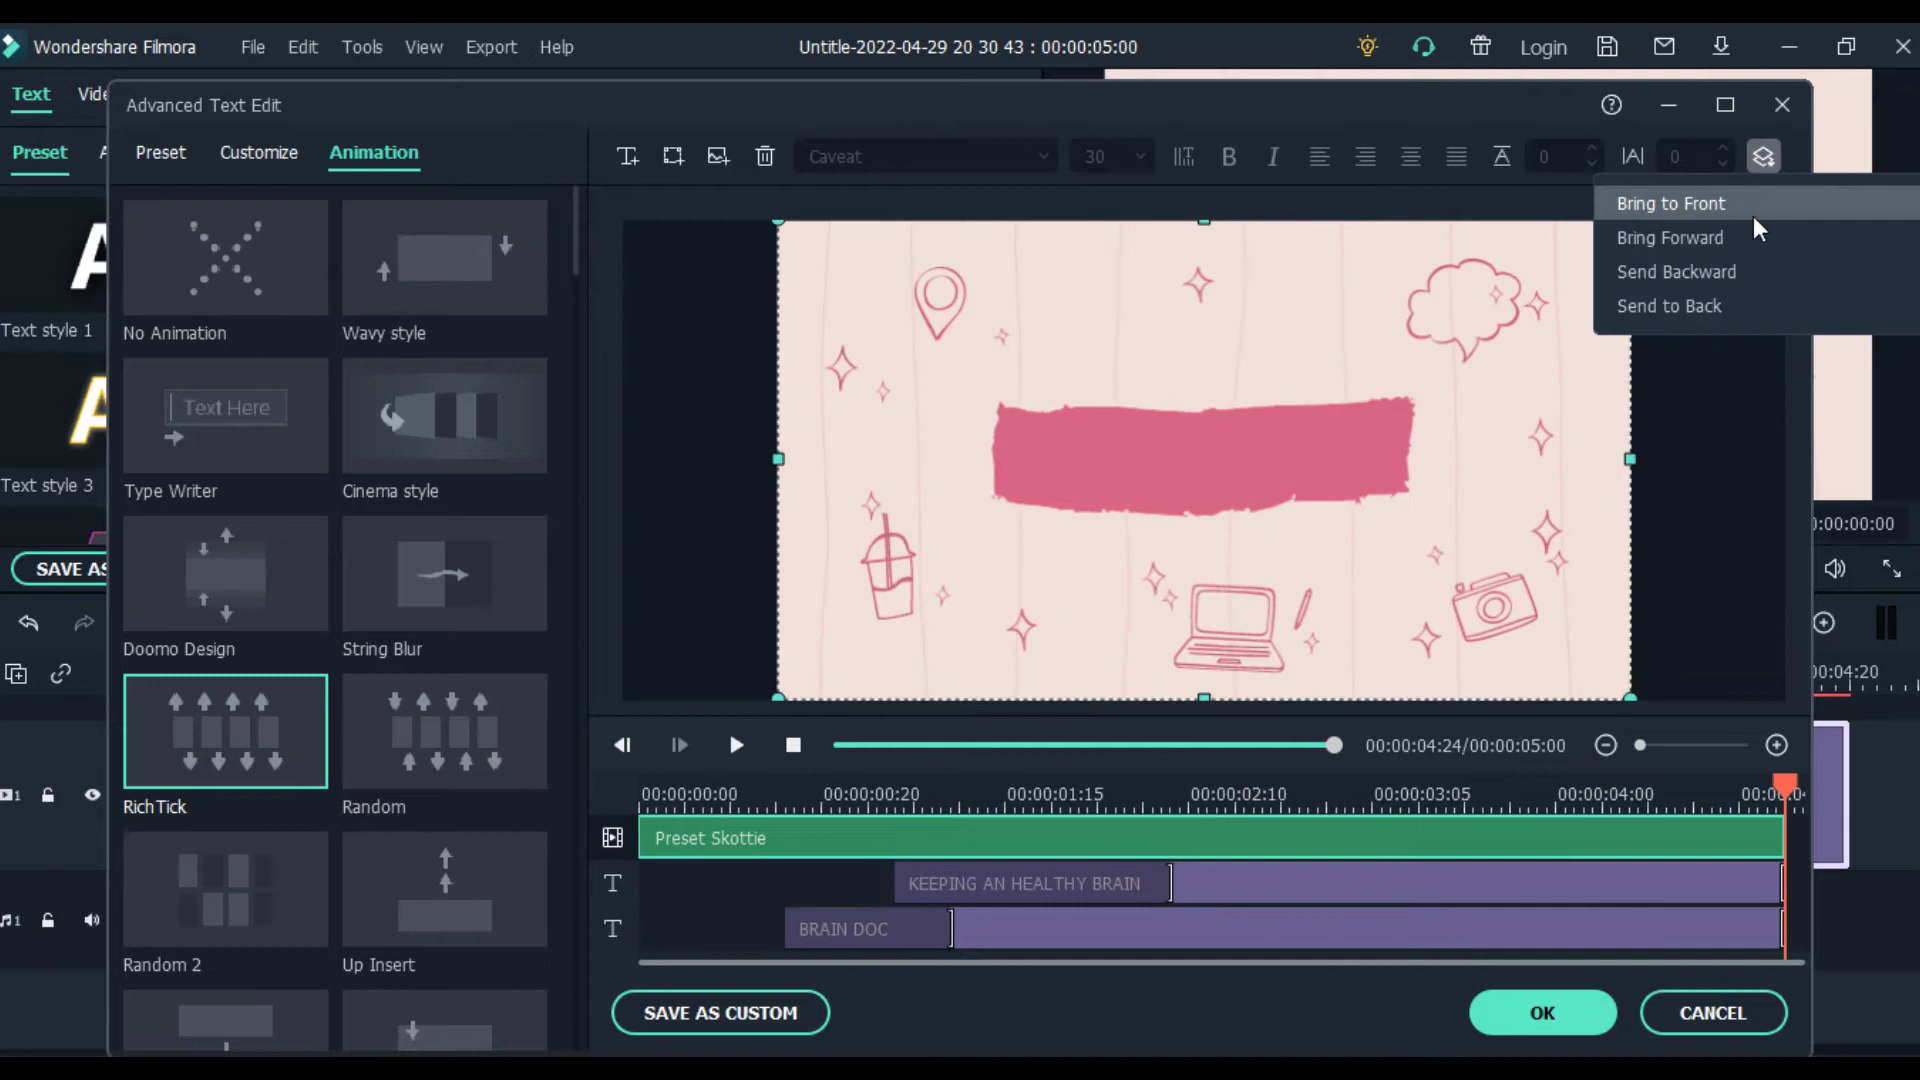 Wondershare Filmora File Edit Tools View Export Help Untitle-2022-04-29 20 30 43 : 00:00:05:00 Login
Text
Advanced Text Edit
Preset
Preset Customize Animation
Caveat 30 B I A 0 |A| 0
Bring to Front
Bring Forward
Send Backward
Send to Back
Text style 1
No Animation Wavy style
Text Here
Type Writer Cinema style
Text style 3
SAVE AS
Doomo Design String Blur
RichTick Random
Random 2 Up Insert
00:00:04:24/00:00:05:00
00:00:00:00 00:00:00:20 00:00:01:15 00:00:02:10 00:00:03:05 00:00:04:00
Preset Skottie
T KEEPING AN HEALTHY BRAIN
T BRAIN DOC
SAVE AS CUSTOM OK CANCEL
:00:00:00
00:04:20
1
1